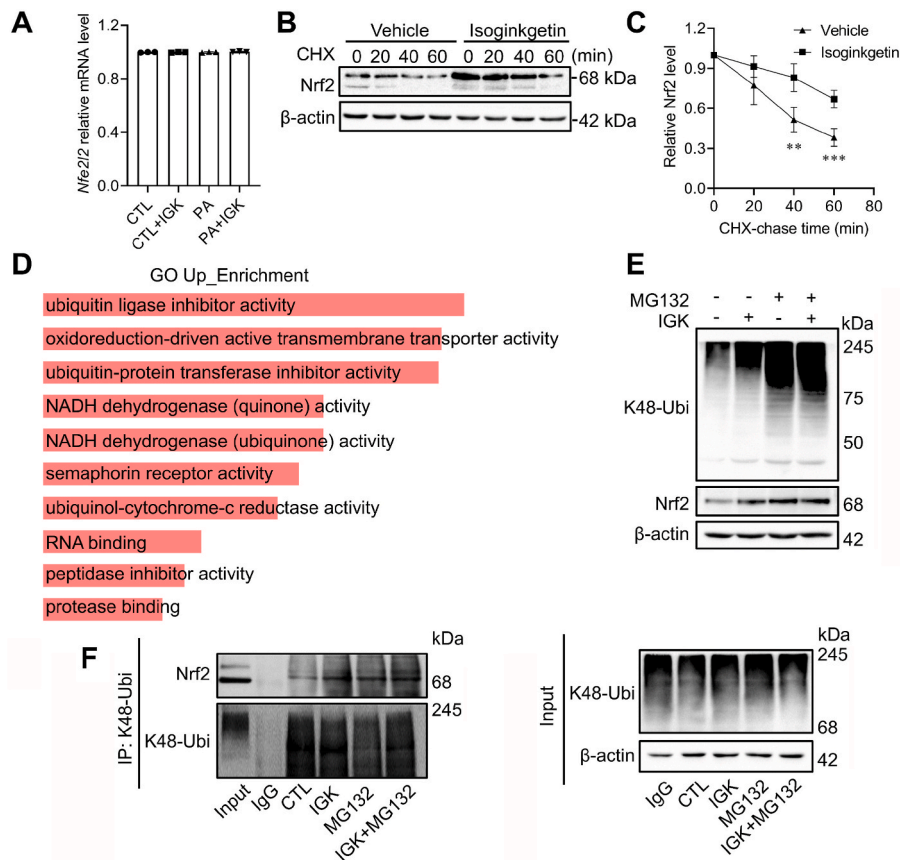 A
Nfe2l2 relative mRNA level
1.2
0.8
0.4
0.0
CTL
CTL+IGK
PA
PA+IGK
B
Vehicle Isoginkgetin
CHX 0 20 40 60 0 20 40 60 (min)
Nrf2
68 kDa
β-actin
42 kDa
C
Vehicle
Isoginkgetin
Relative Nrf2 level
1.2
0.9
0.6
0.3
0.0
**
***
0 20 40 60 80
CHX-chase time (min)
D
GO Up_Enrichment
ubiquitin ligase inhibitor activity
oxidoreduction-driven active transmembrane transporter activity
ubiquitin-protein transferase inhibitor activity
NADH dehydrogenase (quinone) activity
NADH dehydrogenase (ubiquinone) activity
semaphorin receptor activity
ubiquinol-cytochrome-c reductase activity
RNA binding
peptidase inhibitor activity
protease binding
E
MG132 - - + +
IGK - + - +
kDa
K48-Ubi
245
75
50
Nrf2 68
β-actin 42
F
IP: K48-Ubi
kDa
Nrf2
68
245
K48-Ubi
Input
IgG
CTL
IGK
MG132
IGK+MG132
Input
kDa
245
K48-Ubi
68
β-actin 42
IgG
CTL
IGK
MG132
IGK+MG132